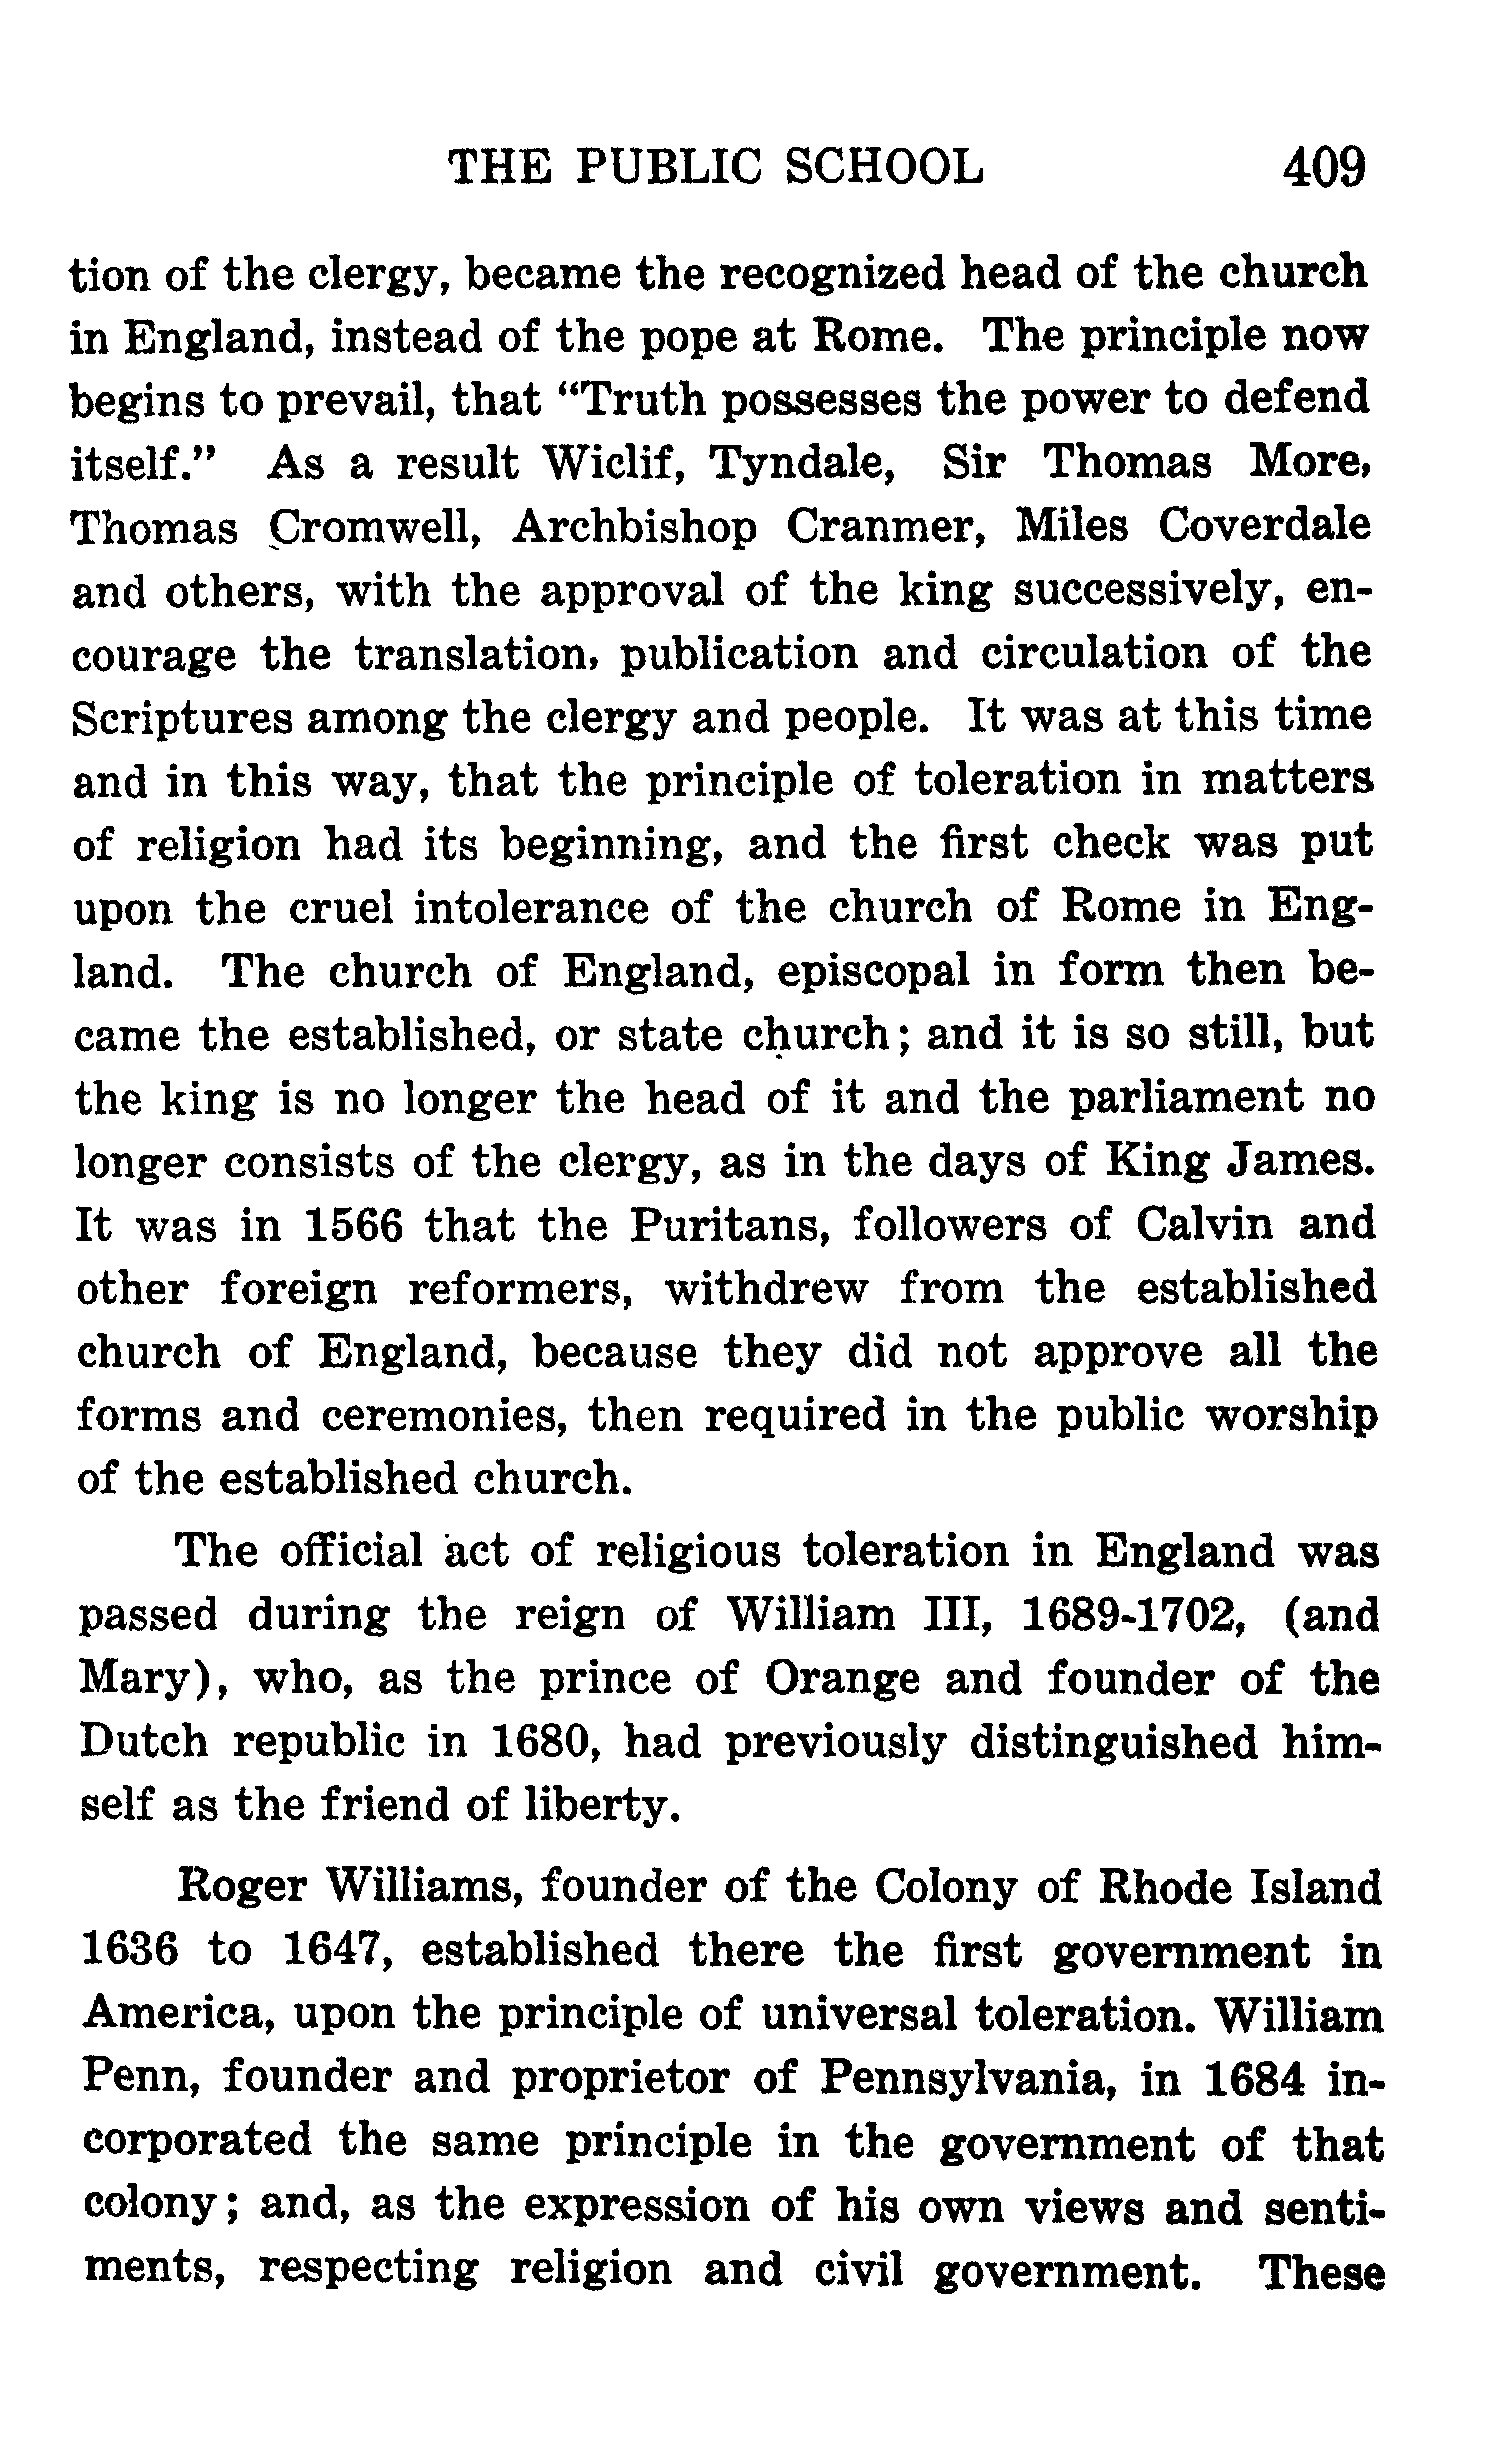 THE PUBLIC SCHOOL 409
tion of the clergy, became the recognized head of the church
in England, instead of the pope at Rome. The principle now
begins to prevail, that “Truth possesses the power to defend
itself.” As a result Wiclif, Tyndale, Sir Thomas More,
Thomas Cromwell, Archbishop Cranmer, Miles Coverdale
and others, with the approval of the king successively, en-
courage the translation, publication and circulation of the
Scriptures among the clergy and people. It was at this time
and in this way, that the principle of toleration in matters
of religion had its beginning, and the first check was put
upon the cruel intolerance of the church of Rome in Eng-
land. The church of England, episcopal in form then be-
came the established, or state church; and it is so still, but
the king is no longer the head of it and the parliament no
longer consists of the clergy, as in the days of King James.
It was in 1566 that the Puritans, followers of Calvin and
other foreign reformers, withdrew from the established
church of England, because they did not approve all the
forms and ceremonies, then required in the public worship
of the established church.
The official act of religious toleration in England was
passed during the reign of William III, 1689-1702, (and
Mary), who, as the prince of Orange and founder of the
Dutch republic in 1680, had previously distinguished him-
self as the friend of liberty.
Roger Williams, founder of the Colony of Rhode Island
1636 to 1647, established there the first government in
America, upon the principle of universal toleration. William
Penn, founder and proprietor of Pennsylvania, in 1684 in-
corporated the same principle in the government of that
colony; and, as the expression of his own views and senti-
ments, respecting religion and civil government. These